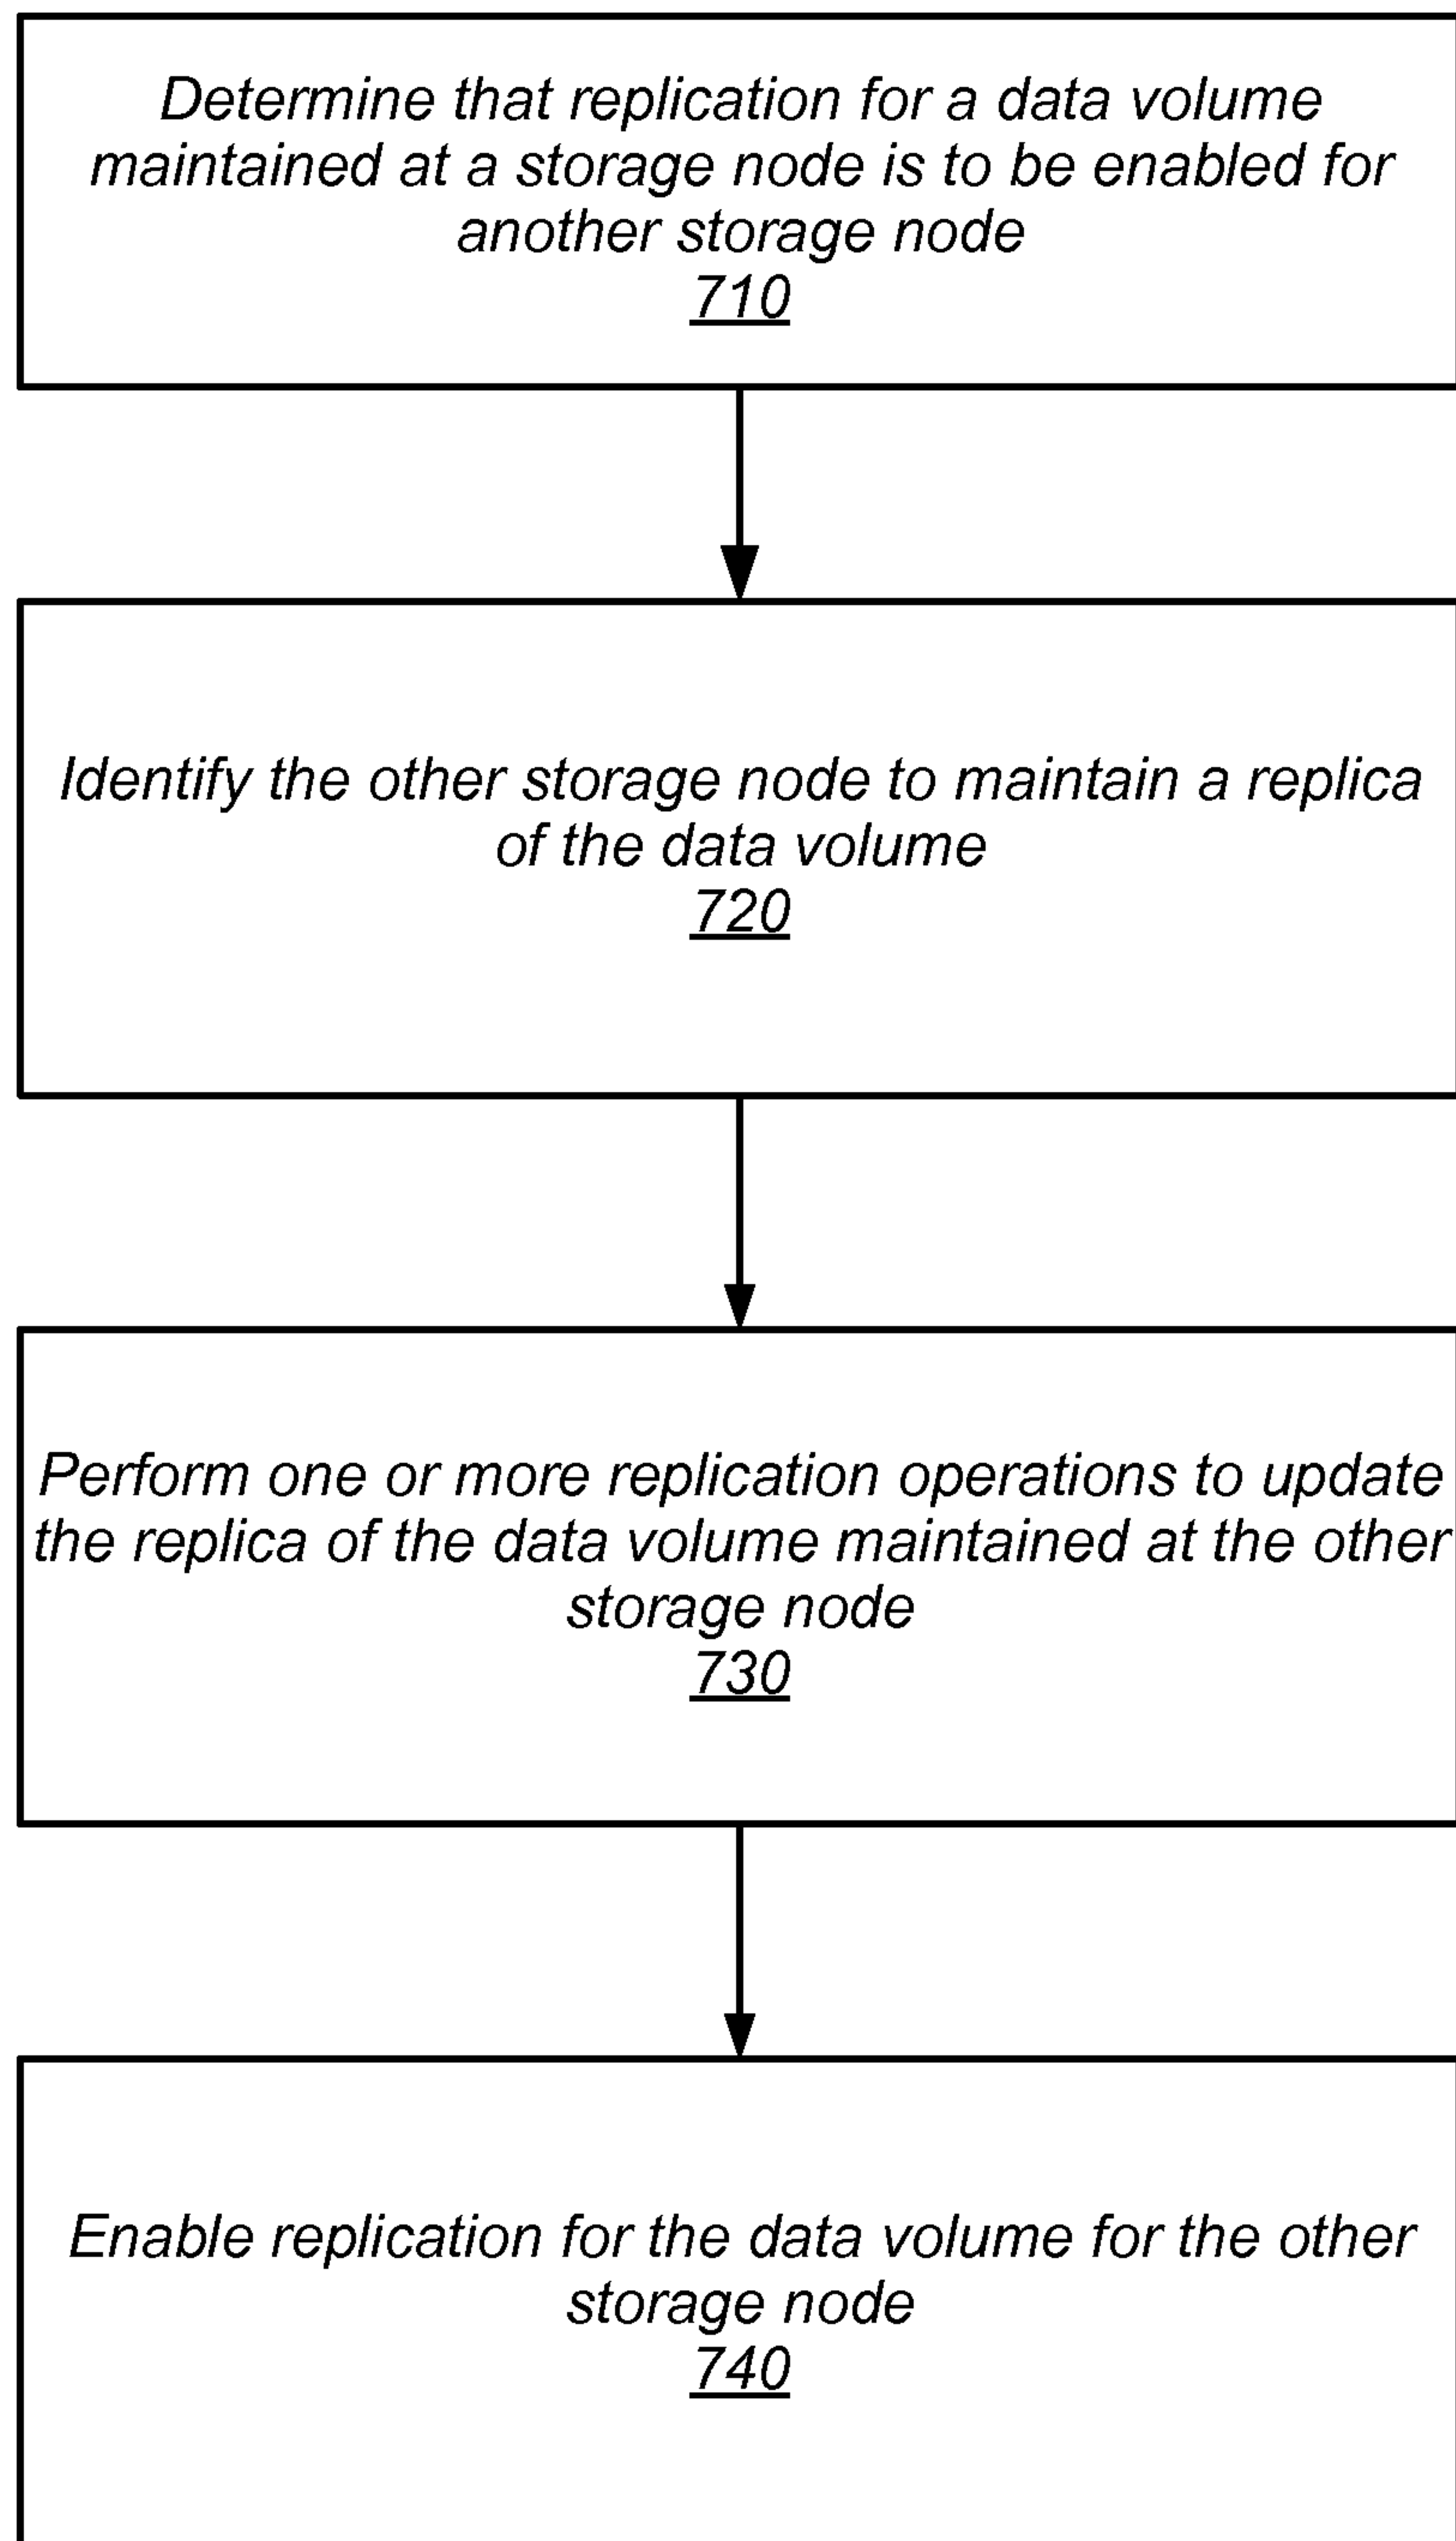 Determine that replication for a data volume
maintained at a storage node is to be enabled for
another storage node
710
Identify the other storage node to maintain a replica
of the data volume
720
Perform one or more replication operations to update
the replica of the data volume maintained at the other
storage node
730
Enable replication for the data volume for the other
storage node
740